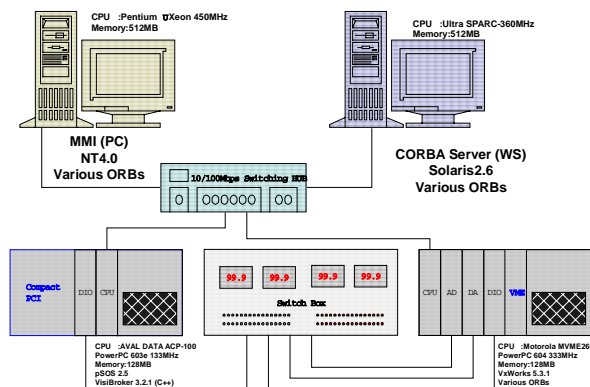 CPU :Pentium ⅡXeon 450MHz
Memory:512MB
CPU :Ultra SPARC-360MHz
Memory:512MB
MMI (PC)
NT4.0
Various ORBs
CORBA Server (WS)
Solaris2.6
Various ORBs
10/100Mbps Switching HUB
Compact
PCI
DIO
CPU
99.9
99.9
99.9
99.9
Switch Box
CPU
AD
DA
DIO
VME
CPU :AVAL DATA ACP-100
PowerPC 603e 133MHz
Memory:128MB
pSOS 2.5
VisiBroker 3.2.1 (C++)
CPU :Motorola MVME26
PowerPC 604 333MHz
Memory:128MB
VxWorks 5.3.1
Various ORBs